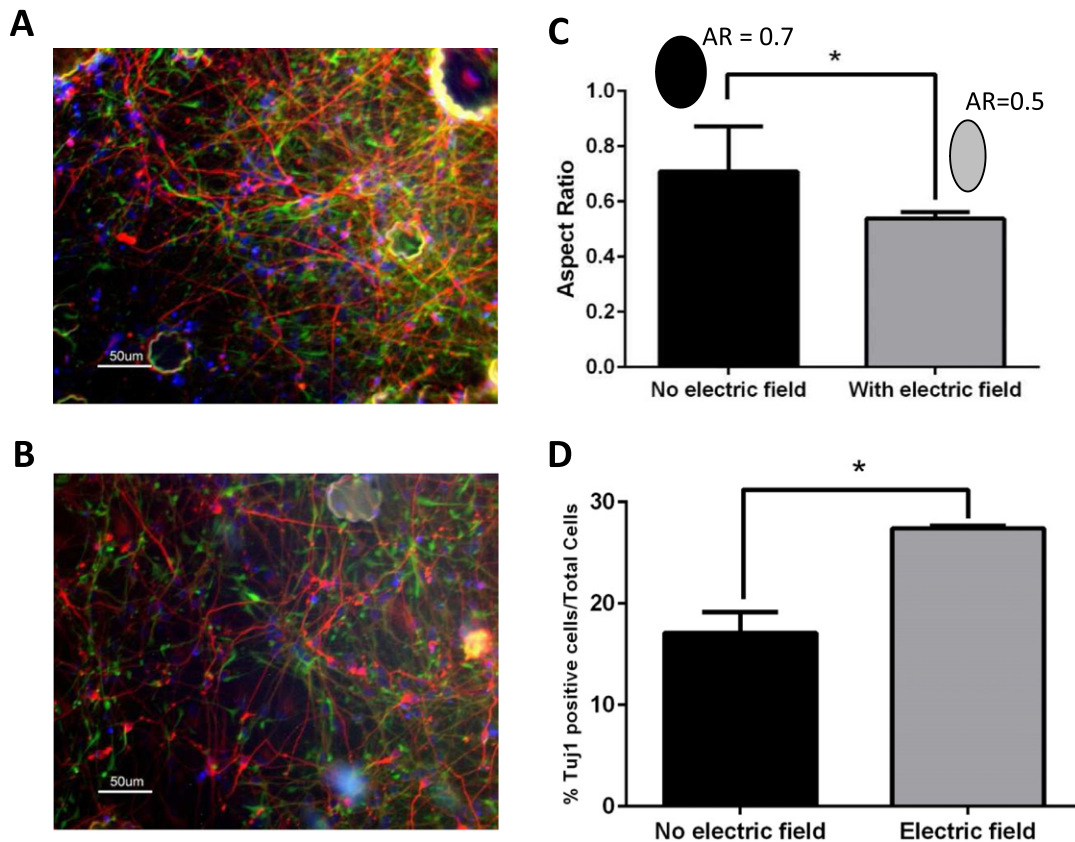 A
50um
B
50um
C
AR = 0.7
*
AR=0.5
1.0
0.8
0.6
0.4
0.2
0.0
Aspect Ratio
No electric field
With electric field
D
*
30
20
10
0
% Tuj1 positive cells/Total Cells
No electric field
Electric field